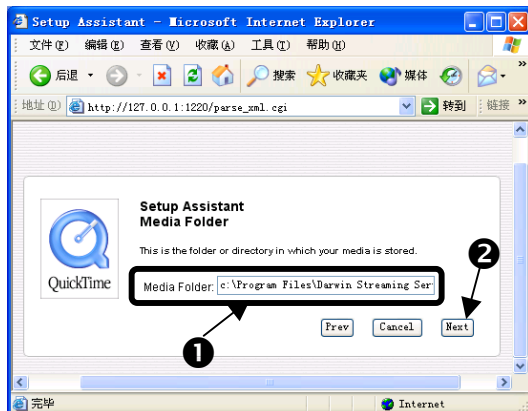 Setup Assistant - Microsoft Internet Explorer
文件(F) 编辑(E) 查看(V) 收藏(A) 工具(T) 帮助(H)
后退 搜索 收藏夹 媒体 »
地址(D) http://127.0.0.1:1220/parse_xml.cgi 转到 链接 »
Setup Assistant
Media Folder
This is the folder or directory in which your media is stored.
QuickTime
Media Folder: c:\Program Files\Darwin Streaming Ser
Prev Cancel Next
❶
❷
完毕 Internet